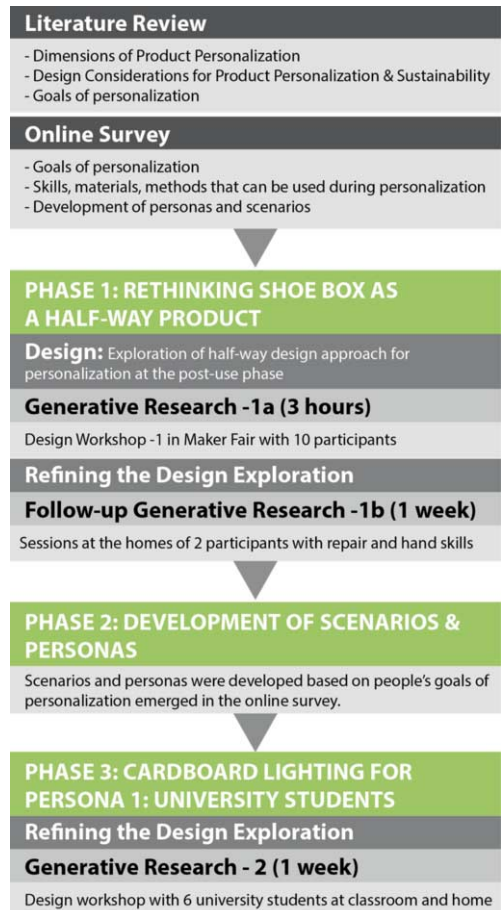 Literature Review
- Dimensions of Product Personalization
- Design Considerations for Product Personalization & Sustainability
- Goals of personalization
Online Survey
- Goals of personalization
- Skills, materials, methods that can be used during personalization
- Development of personas and scenarios
PHASE 1: RETHINKING SHOE BOX AS
A HALF-WAY PRODUCT
Design: Exploration of half-way design approach for
personalization at the post-use phase
Generative Research -1a (3 hours)
Design Workshop -1 in Maker Fair with 10 participants
Refining the Design Exploration
Follow-up Generative Research -1b (1 week)
Sessions at the homes of 2 participants with repair and hand skills
PHASE 2: DEVELOPMENT OF SCENARIOS &
PERSONAS
Scenarios and personas were developed based on people's goals of
personalization emerged in the online survey.
PHASE 3: CARDBOARD LIGHTING FOR
PERSONA 1: UNIVERSITY STUDENTS
Refining the Design Exploration
Generative Research - 2 (1 week)
Design workshop with 6 university students at classroom and home